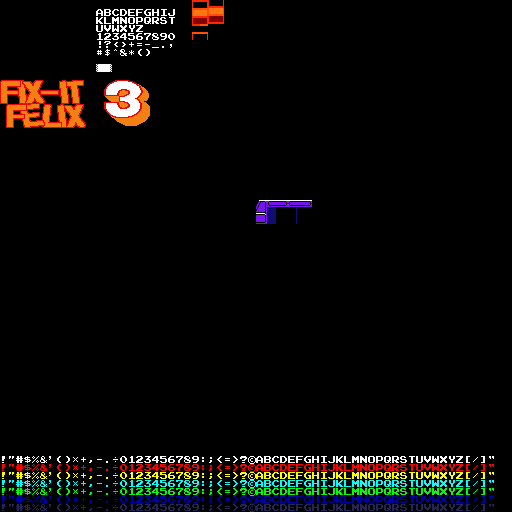 ABCDEFGHIJ
KLMNOPQRST
UVWXYZ
1234567890
!?()+=-_.,
#$^&*()
FIX-IT
FELIX 3
!"#$%&'()×+,-.÷0123456789:;(=)?©ABCDEFGHIJKLMNOPQRSTUVWXYZ[/]"
!"#$%&'()×+,-.÷0123456789:;(=)?©ABCDEFGHIJKLMNOPQRSTUVWXYZ[/]"
!"#$%&'()×+,-.÷0123456789:;(=)?©ABCDEFGHIJKLMNOPQRSTUVWXYZ[/]"
!"#$%&'()×+,-.÷0123456789:;(=)?©ABCDEFGHIJKLMNOPQRSTUVWXYZ[/]"
!"#$%&'()×+,-.÷0123456789:;(=)?©ABCDEFGHIJKLMNOPQRSTUVWXYZ[/]"